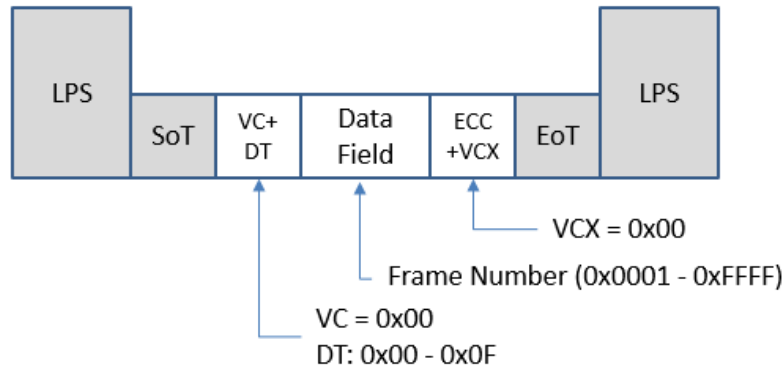 LPS
SoT
VC+
DT
Data
Field
ECC
+VCX
EoT
LPS
VCX = 0x00
Frame Number (0x0001 - 0xFFFF)
VC = 0x00
DT: 0x00 - 0x0F